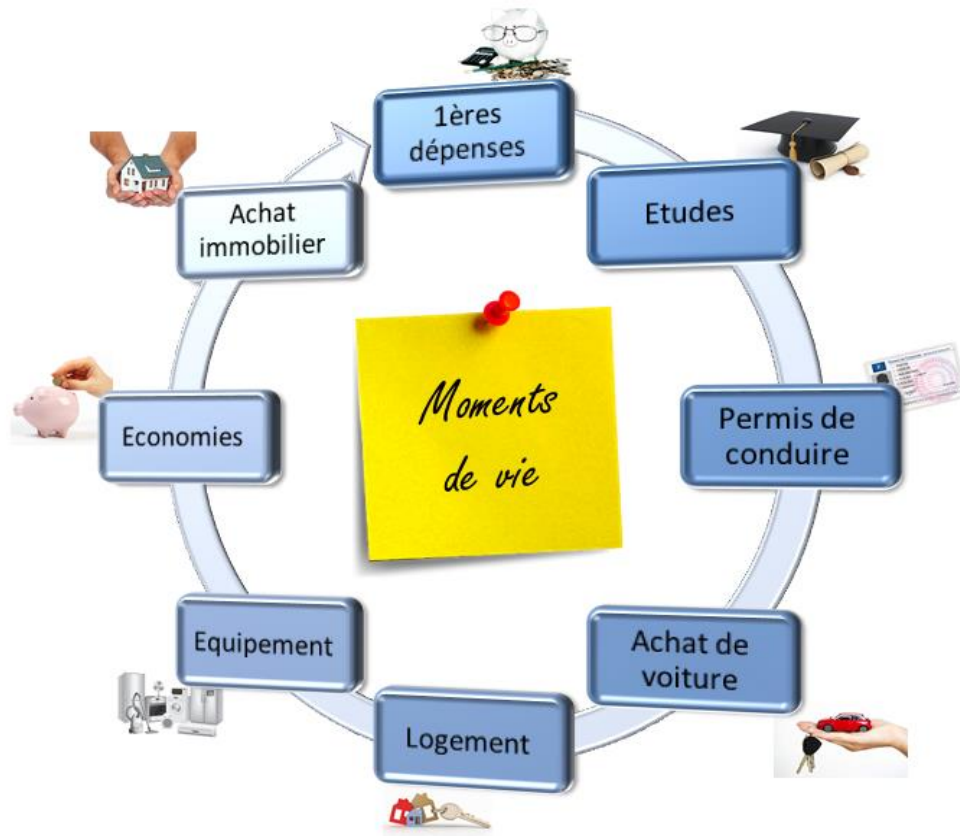 1ères
dépenses
Etudes
Permis de
conduire
Achat de
voiture
Logement
Equipement
Economies
Achat
immobilier
Moments
de vie